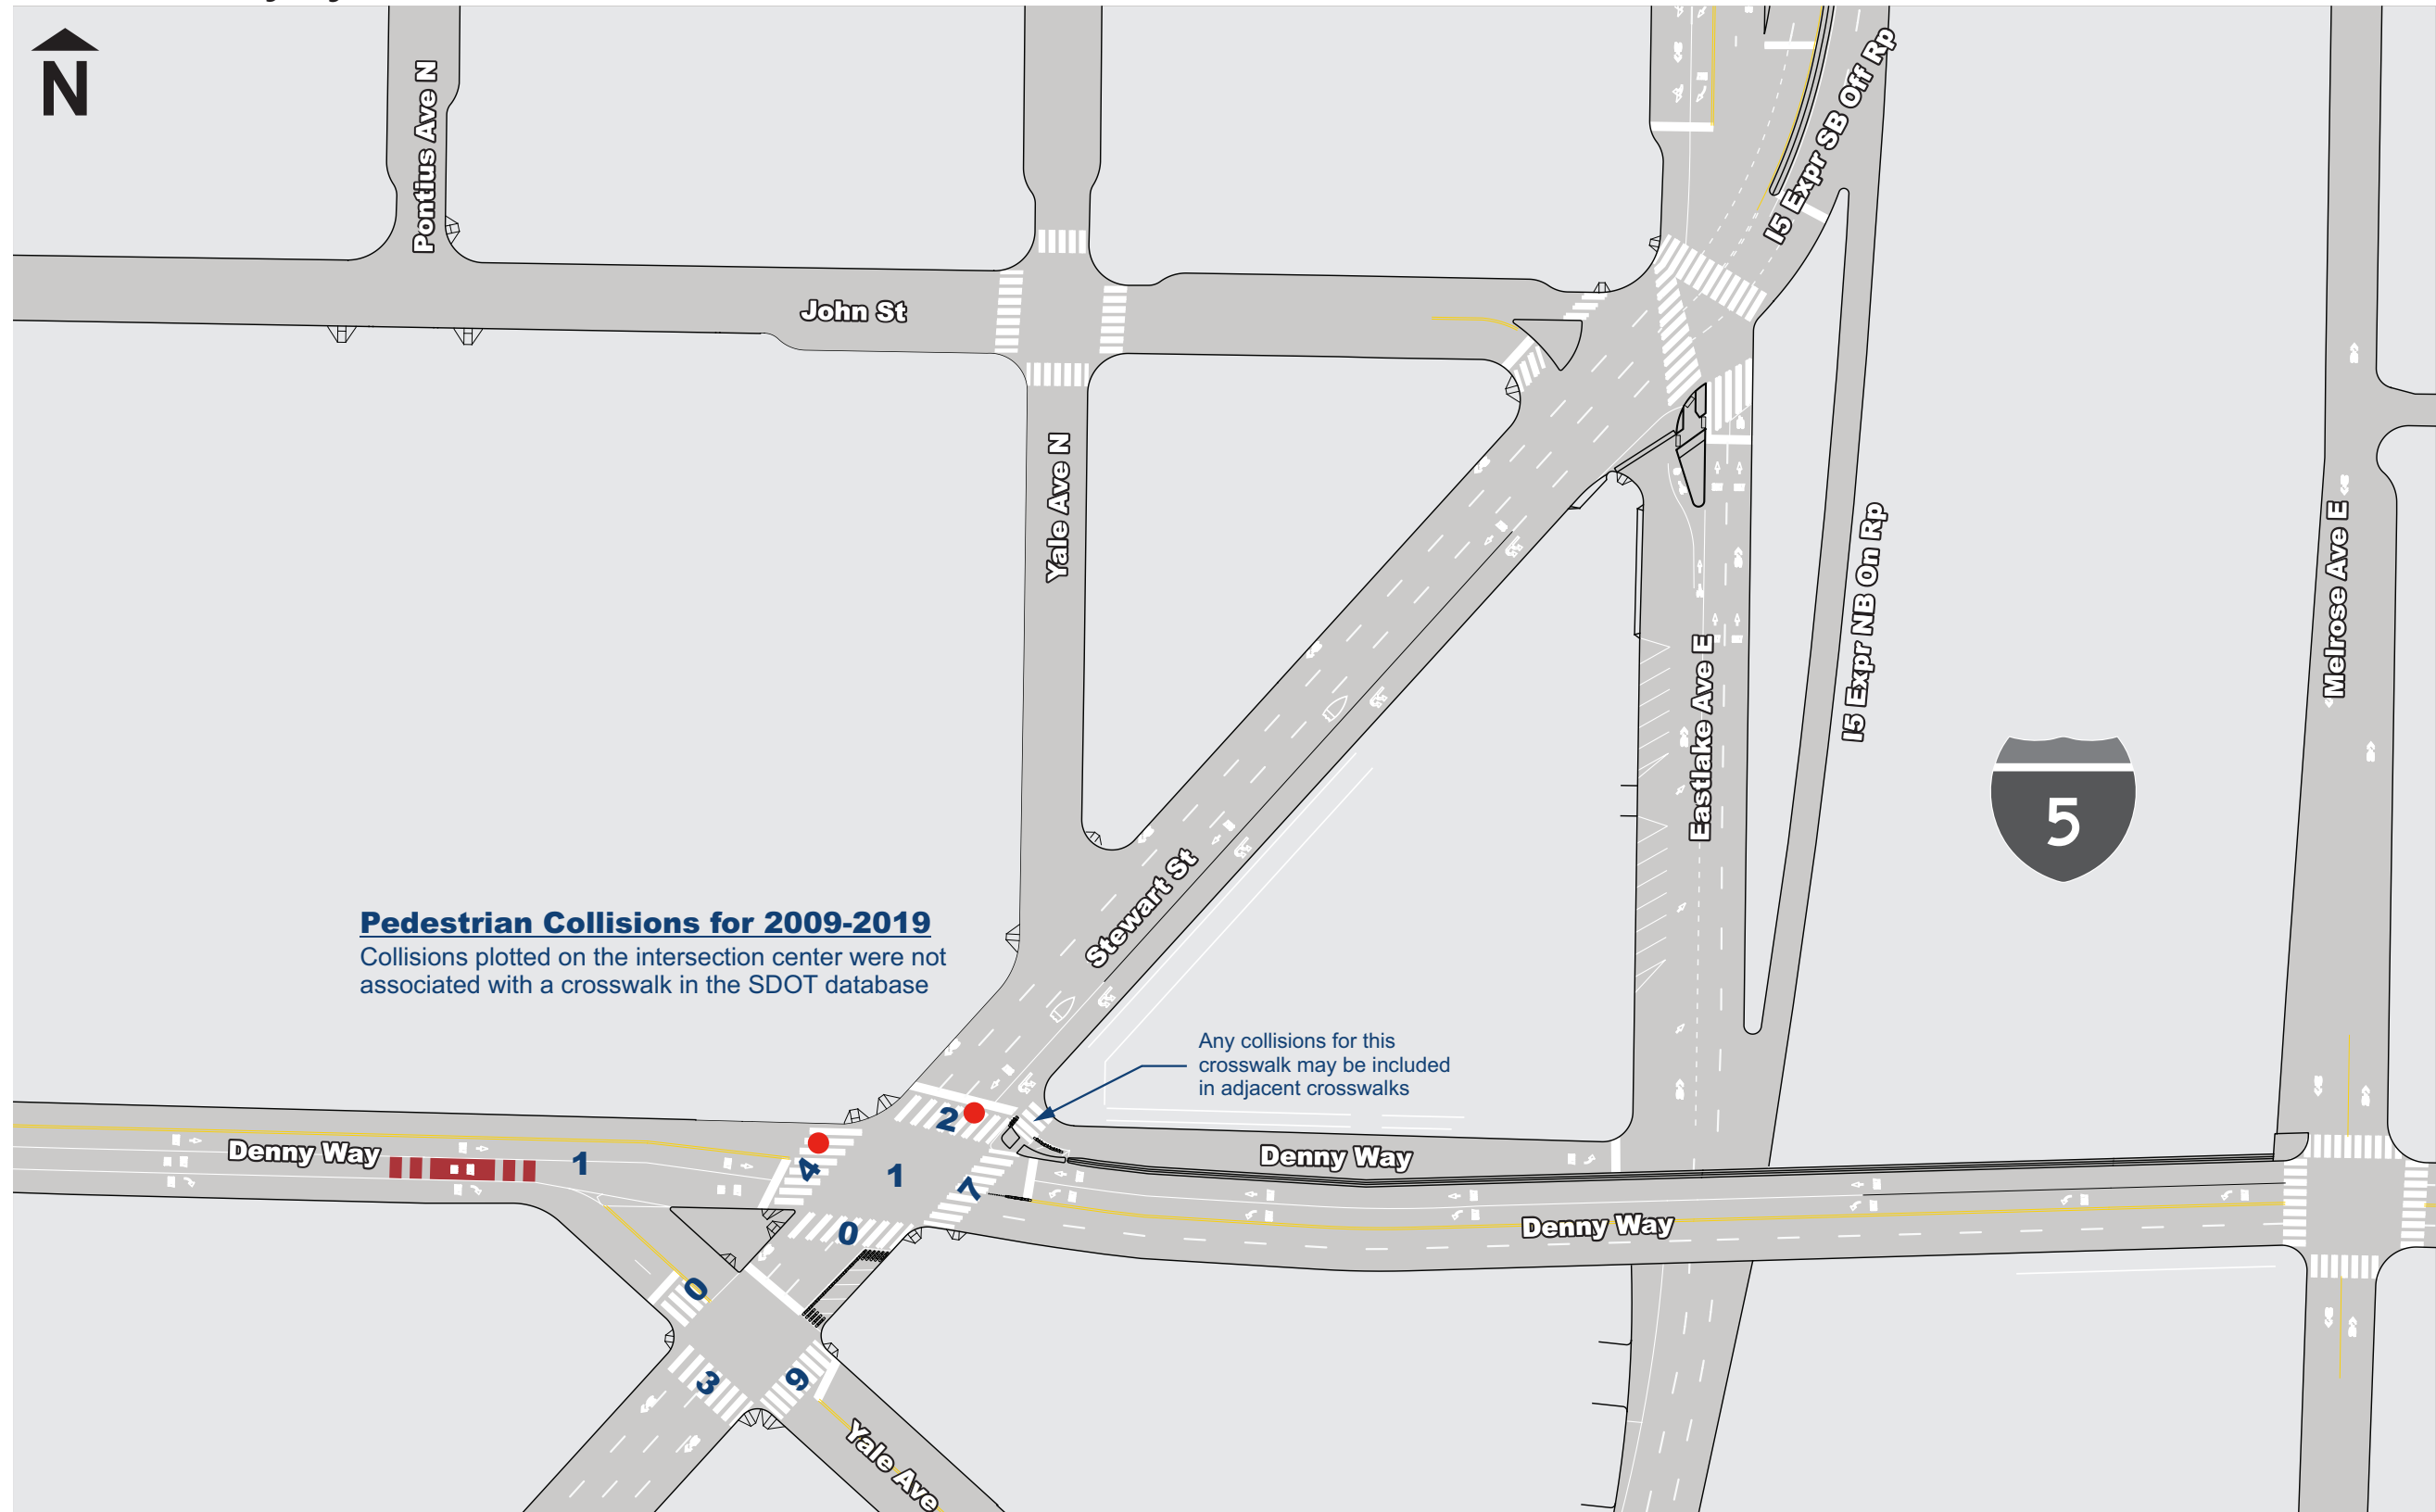 N
Pontius Ave N
I5 Expr SB Off Rp
John St
Yale Ave N
Melrose Ave E
I5 Expr NB On Rp
Eastlake Ave E
5
Stewart St
Pedestrian Collisions for 2009-2019
Collisions plotted on the intersection center were not
associated with a crosswalk in the SDOT database
Any collisions for this
crosswalk may be included
in adjacent crosswalks
2
Denny Way
1
4
1
7
Denny Way
Denny Way
0
0
3
9
Yale Ave